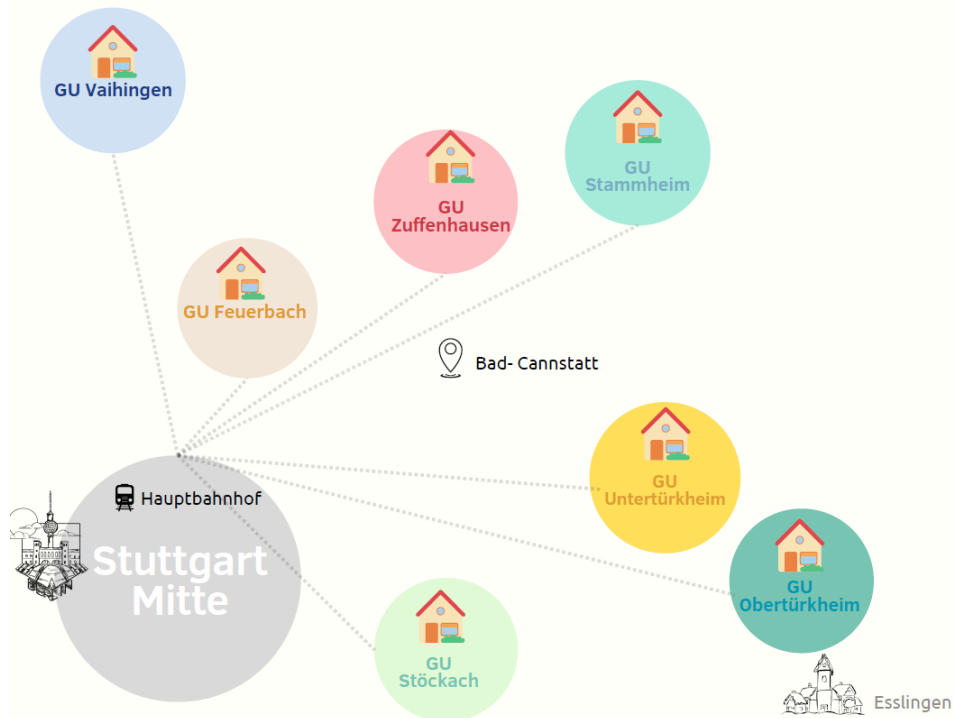 GU Vaihingen
GU
Stammheim
GU
Zuffenhausen
GU Feuerbach
Bad- Cannstatt
GU
Untertürkheim
Hauptbahnhof
Stuttgart
Mitte
GU
Obertürkheim
GU
Stöckach
Esslingen